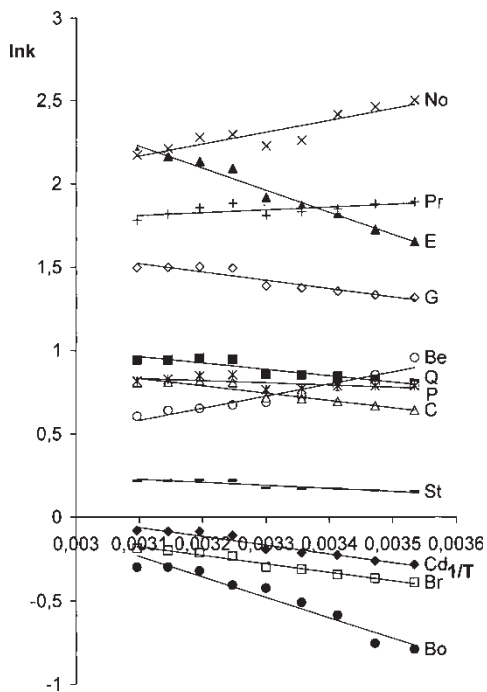 3
lnk
No
2,5
2
Pr
E
1,5
G
1
Be
Q
P
C
0,5
St
0
0.003 0,0031 0,0032 0,0033 0,0034 0,0035 0,0036
Cd 1/T
Br
-0,5
Bo
-1